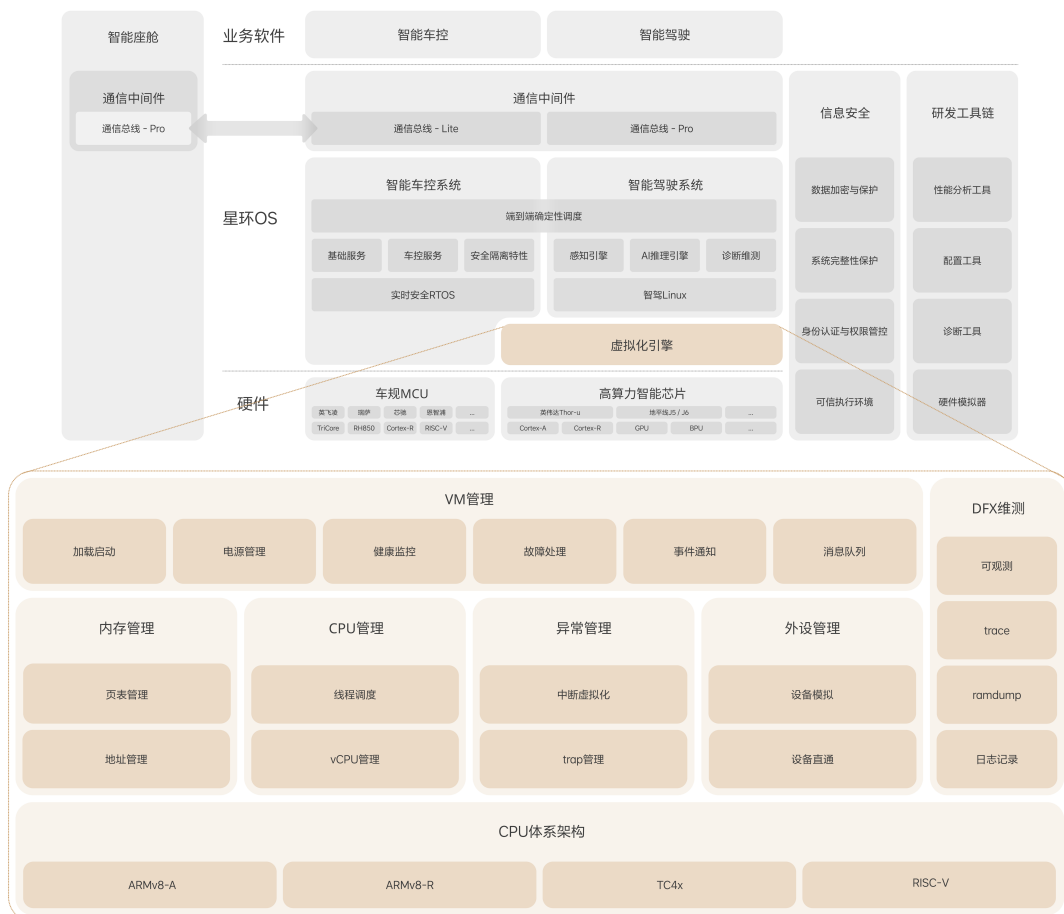 智能座舱
业务软件
智能车控
智能驾驶
通信中间件
通信总线 - Pro
通信中间件
通信总线 - Lite
通信总线 - Pro
信息安全
研发工具链
星环OS
智能车控系统
智能驾驶系统
端到端确定性调度
基础服务
车控服务
安全隔离特性
感知引擎
AI推理引擎
诊断维测
实时安全RTOS
智驾Linux
虚拟化引擎
数据加密与保护
系统完整性保护
身份认证与权限管控
可信执行环境
性能分析工具
配置工具
诊断工具
硬件模拟器
硬件
车规MCU
英飞凌
瑞萨
芯驰
恩智浦
...
TriCore
RH850
Cortex-R
RISC-V
...
高算力智能芯片
英伟达Thor-u
地平线J5 / J6
...
Cortex-A
Cortex-R
GPU
BPU
...
VM管理
加载启动
电源管理
健康监控
故障处理
事件通知
消息队列
DFX维测
可观测
trace
ramdump
日志记录
内存管理
页表管理
地址管理
CPU管理
线程调度
vCPU管理
异常管理
中断虚拟化
trap管理
外设管理
设备模拟
设备直通
CPU体系架构
ARMv8-A
ARMv8-R
TC4x
RISC-V